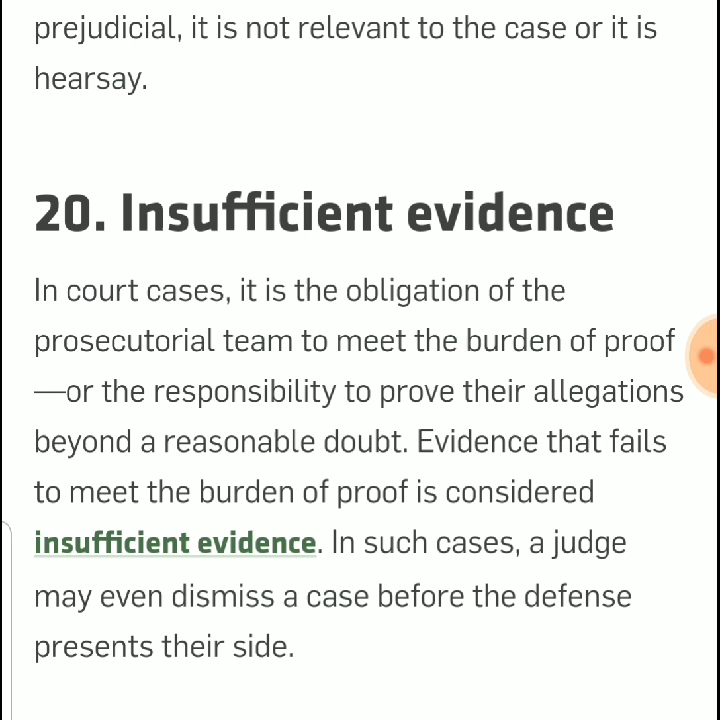 prejudicial, it is not relevant to the case or it is
hearsay.
20. Insufficient evidence
In court cases, it is the obligation of the
prosecutorial team to meet the burden of proof
—or the responsibility to prove their allegations
beyond a reasonable doubt. Evidence that fails
to meet the burden of proof is considered
insufficient evidence. In such cases, a judge
may even dismiss a case before the defense
presents their side.